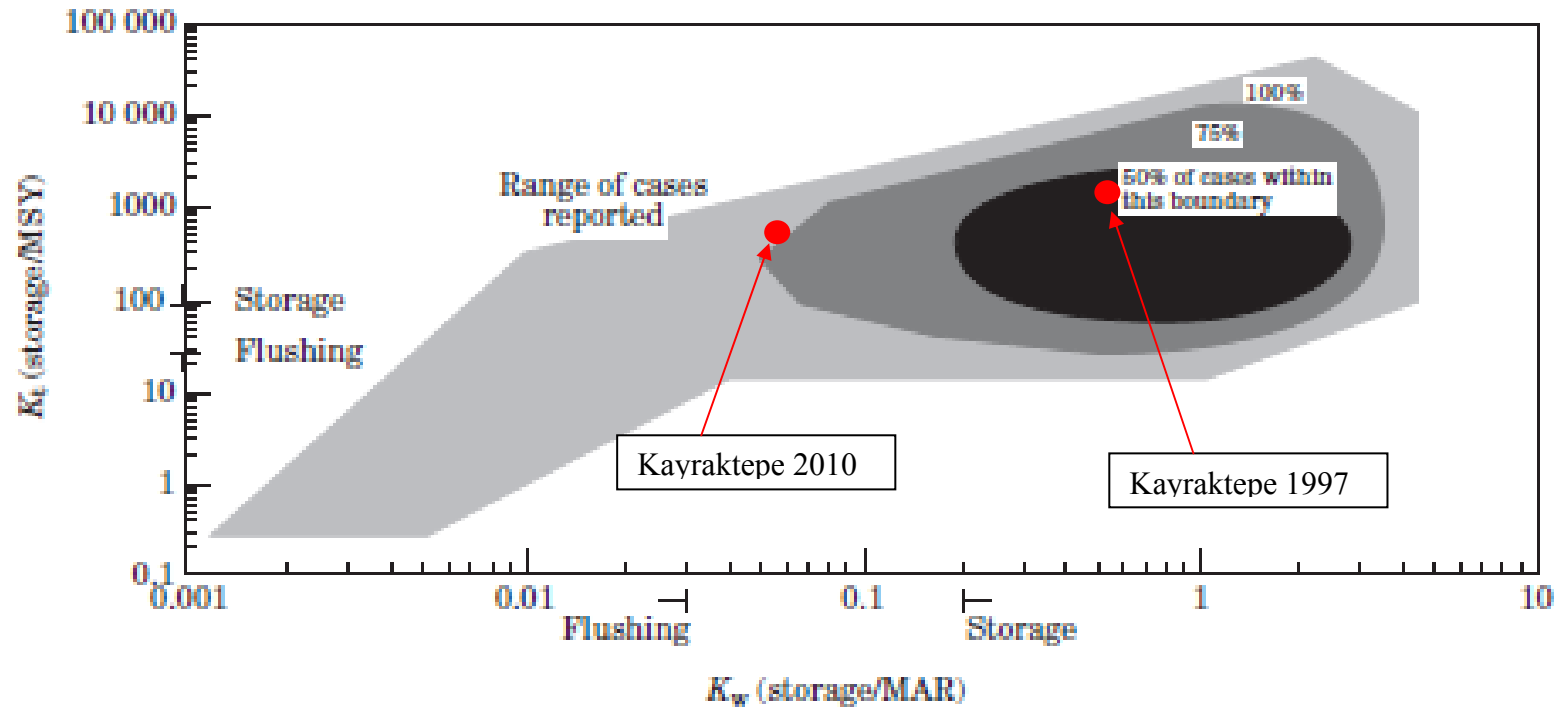 100 000
10 000
1000
100
10
1
0.1
K_t (storage/MSY)
Storage
Flushing
Range of cases
reported
100%
75%
50% of cases within
this boundary
Kayraktepe 2010
Kayraktepe 1997
0.001
0.01
0.1
1
10
Flushing
Storage
K_w (storage/MAR)